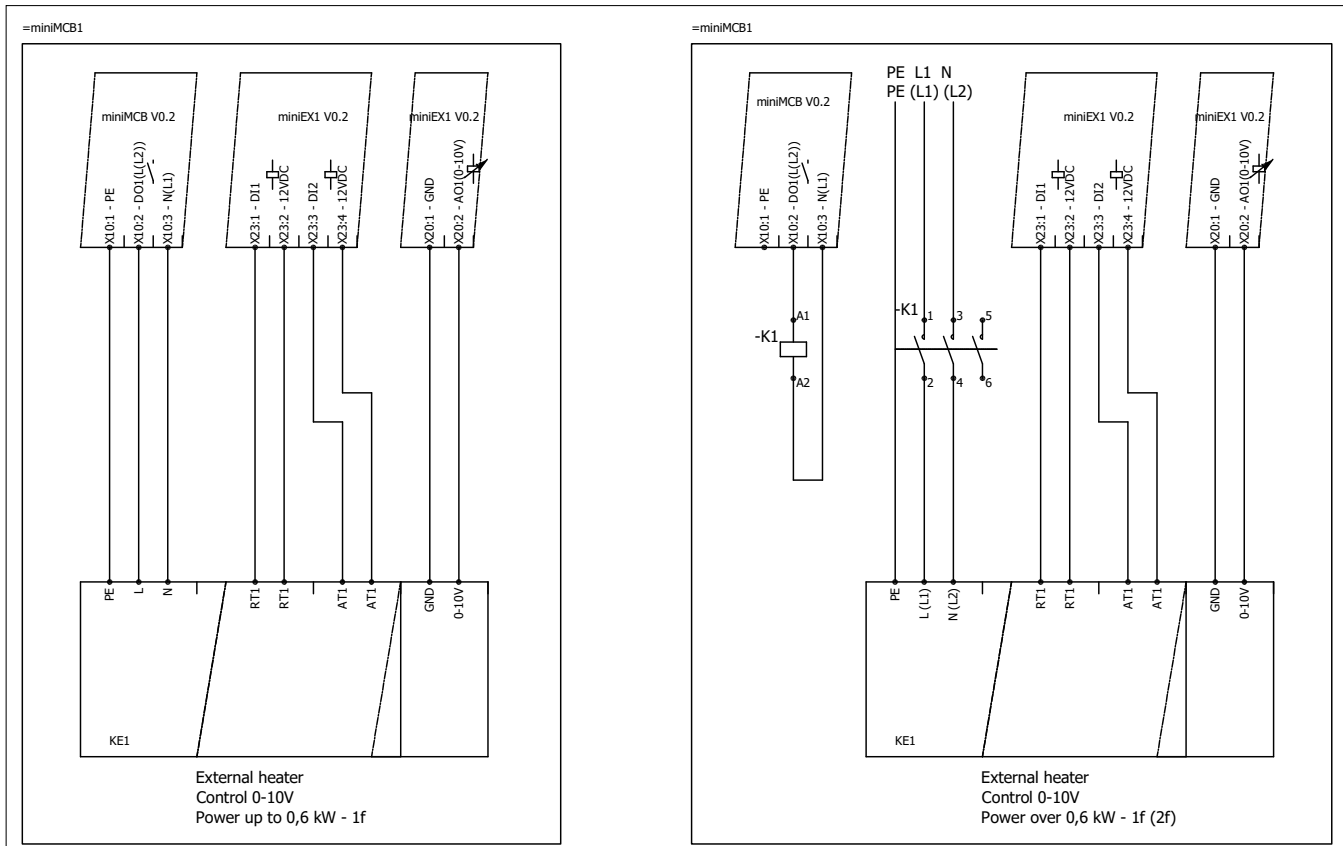 =miniMCB1
miniMCB V0.2
miniEX1 V0.2
miniEX1 V0.2
X10:1 - PE
X10:2 - DO1(L(L2))
X10:3 - N(L1)
X23:1 - DI1
X23:2 - 12VDC
X23:3 - DI2
X23:4 - 12VDC
X20:1 - GND
X20:2 - AO1(0-10V)
PE
L
N
RT1
RT1
AT1
AT1
GND
0-10V
KE1
External heater
Control 0-10V
Power up to 0,6 kW - 1f
=miniMCB1
PE L1 N
PE (L1) (L2)
miniMCB V0.2
miniEX1 V0.2
miniEX1 V0.2
X10:1 - PE
X10:2 - DO1(L(L2))
X10:3 - N(L1)
X23:1 - DI1
X23:2 - 12VDC
X23:3 - DI2
X23:4 - 12VDC
X20:1 - GND
X20:2 - AO1(0-10V)
-K1
A1
A2
-K1
1
3
5
2
4
6
PE
L (L1)
N (L2)
RT1
RT1
AT1
AT1
GND
0-10V
KE1
External heater
Control 0-10V
Power over 0,6 kW - 1f (2f)